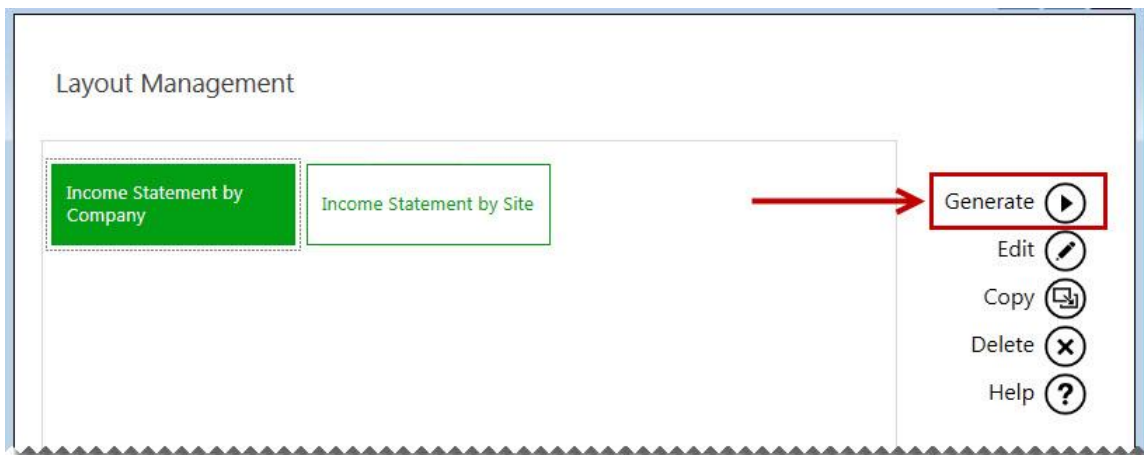 Layout Management
Income Statement by
Company
Income Statement by Site
Generate
Edit
Copy
Delete
Help
?